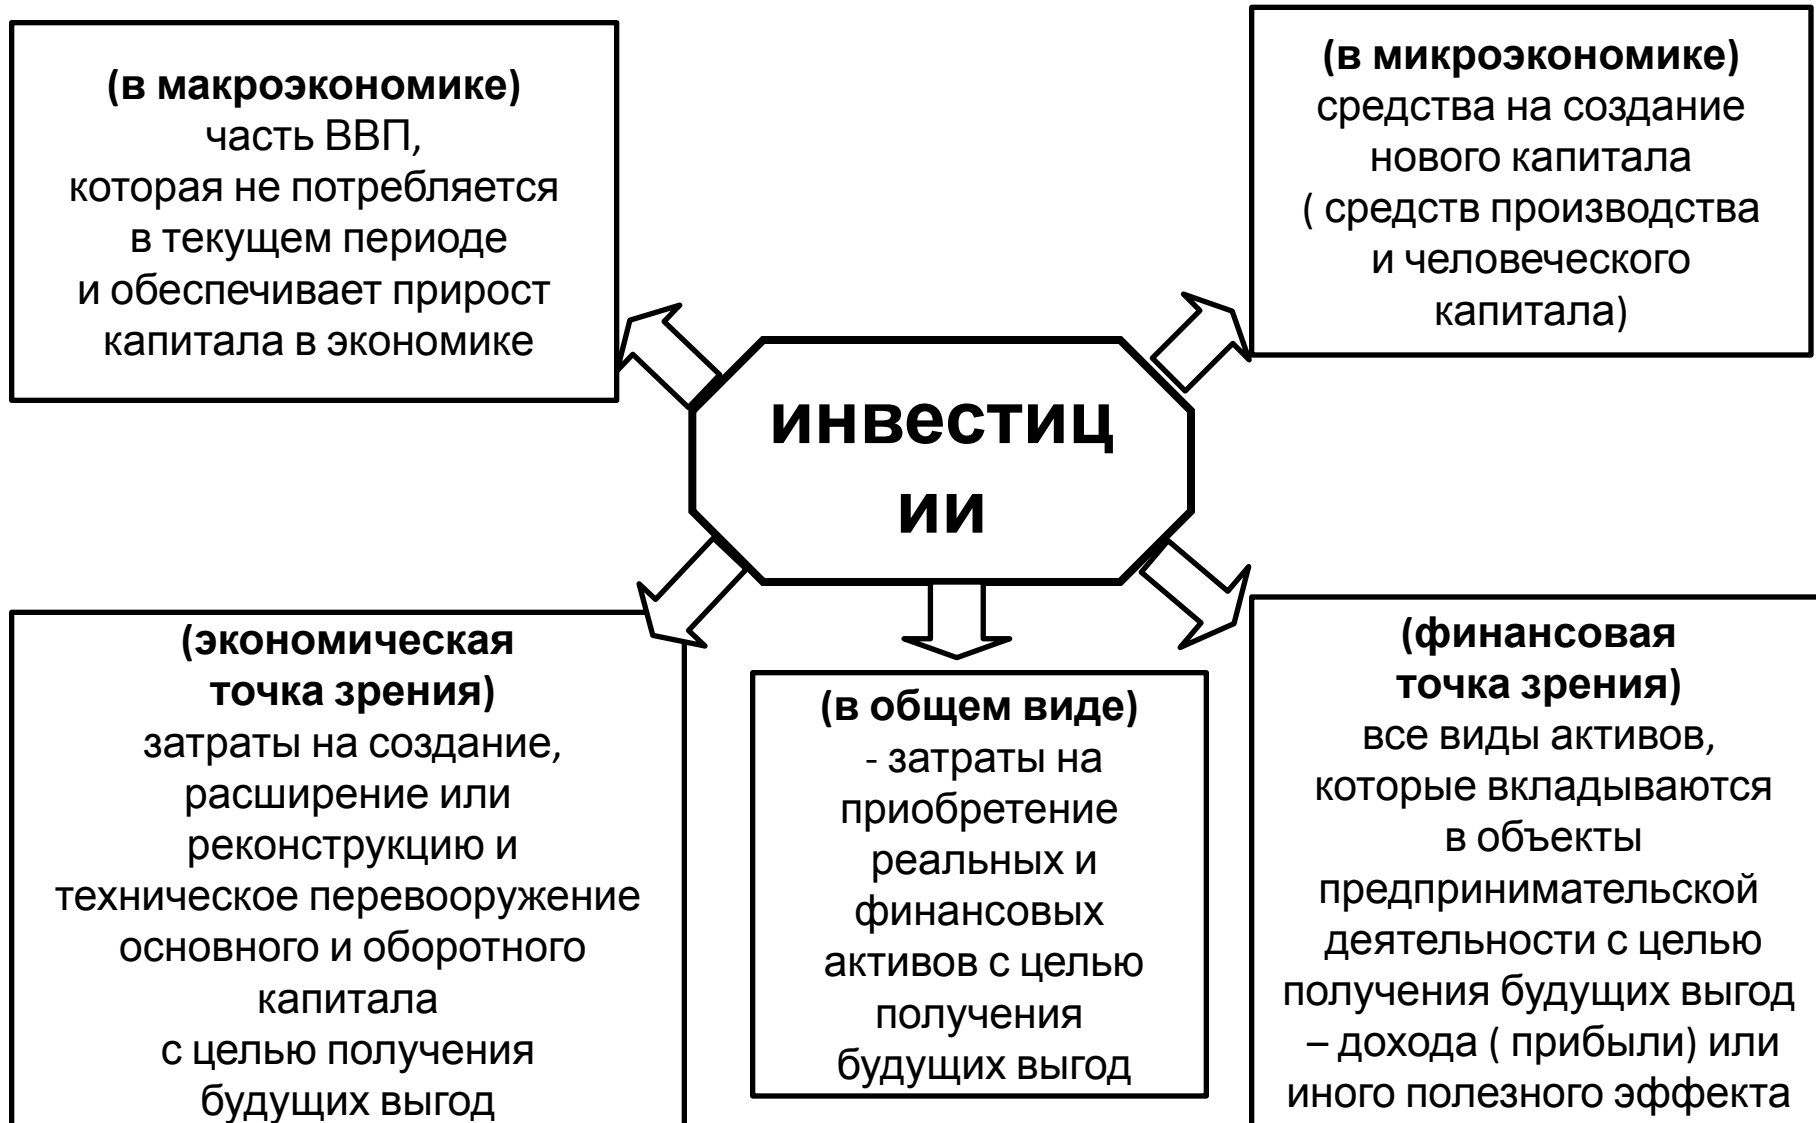 (в макроэкономике)
часть ВВП,
которая не потребляется
в текущем периоде
и обеспечивает прирост
капитала в экономике
(в микроэкономике)
средства на создание
нового капитала
( средств производства
и человеческого
капитала)
инвестиц
ии
(экономическая
точка зрения)
затраты на создание,
расширение или
реконструкцию и
техническое перевооружение
основного и оборотного
капитала
с целью получения
будущих выгод
(в общем виде)
- затраты на
приобретение
реальных и
финансовых
активов с целью
получения
будущих выгод
(финансовая
точка зрения)
все виды активов,
которые вкладываются
в объекты
предпринимательской
деятельности с целью
получения будущих выгод
– дохода ( прибыли) или
иного полезного эффекта